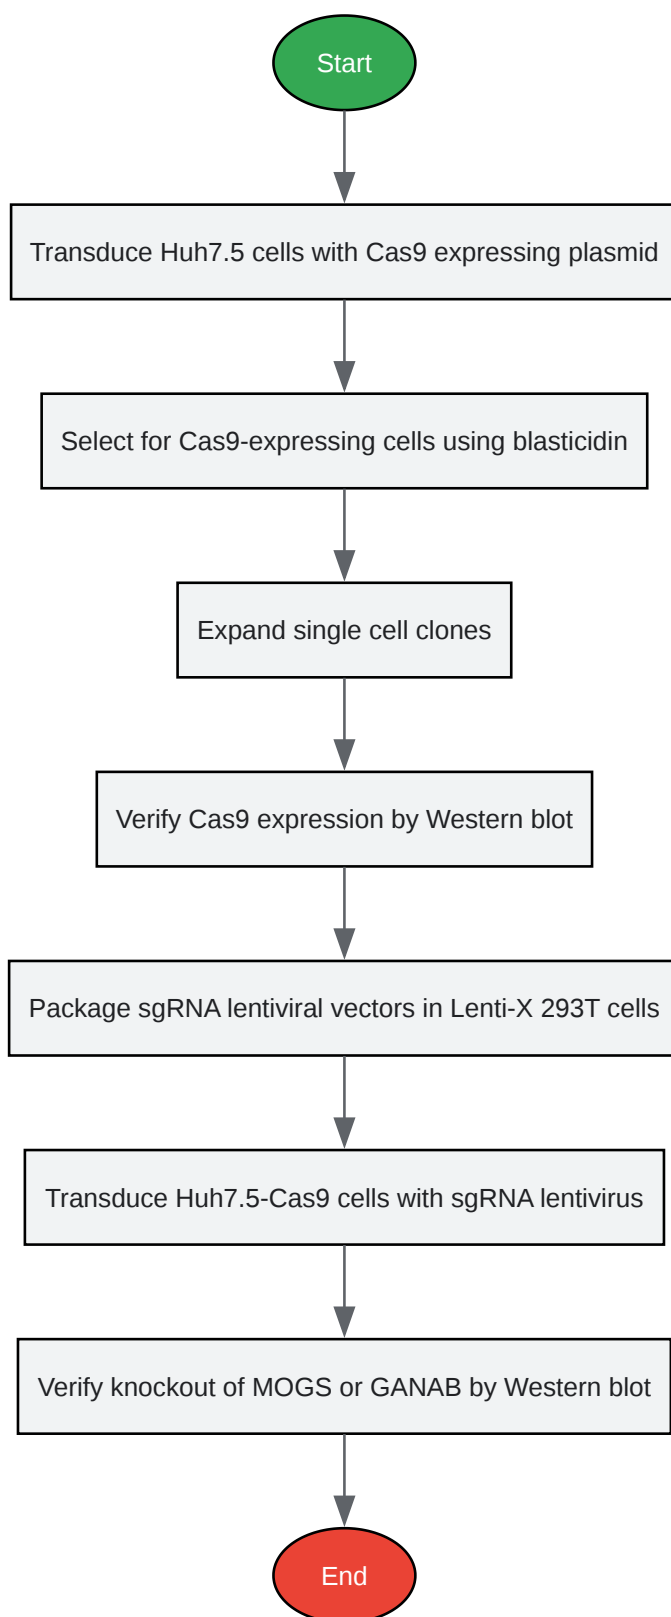 Start
Transduce Huh7.5 cells with Cas9 expressing plasmid
Select for Cas9-expressing cells using blasticidin
Expand single cell clones
Verify Cas9 expression by Western blot
Package sgRNA lentiviral vectors in Lenti-X 293T cells
Transduce Huh7.5-Cas9 cells with sgRNA lentivirus
Verify knockout of MOGS or GANAB by Western blot
End